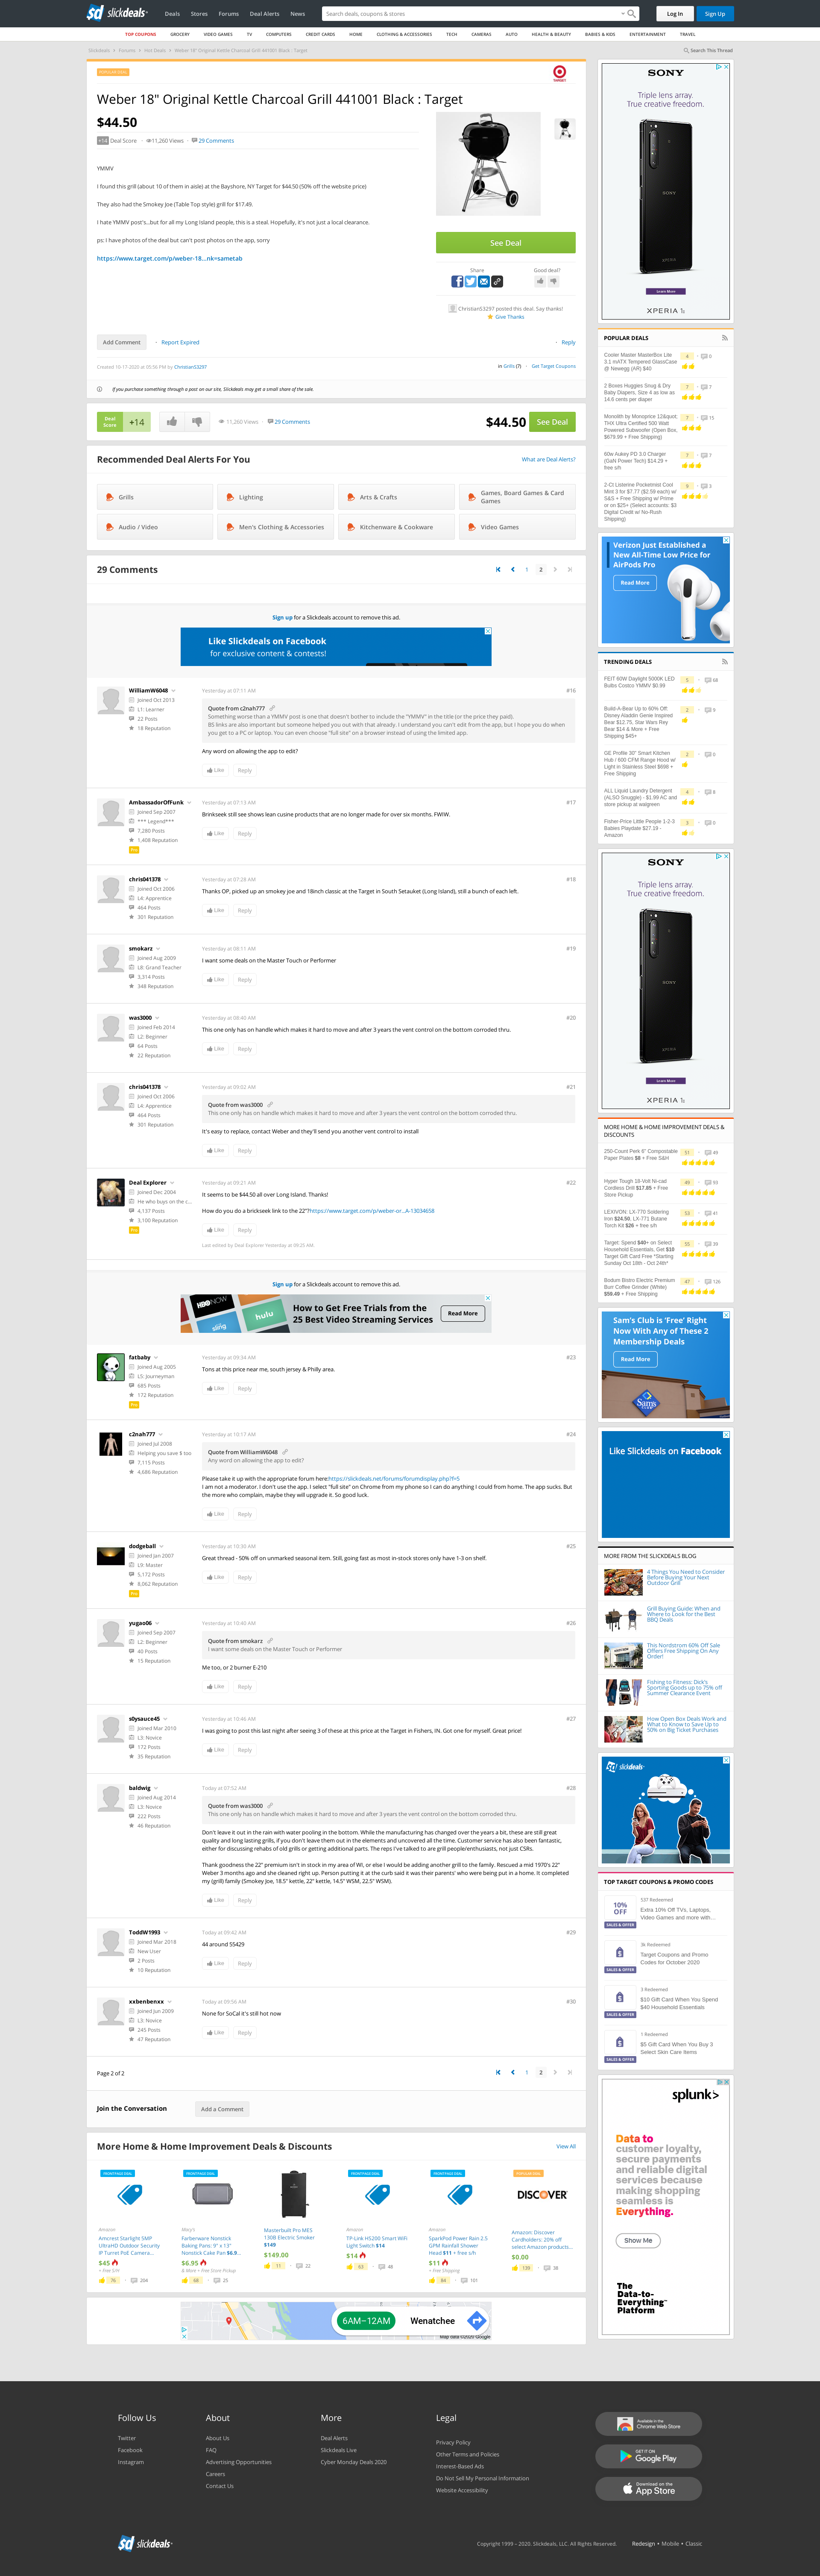 slickdeals
Deals
Stores
Forums
Deal Alerts
News
Search deals, coupons & stores
Log In
Sign Up
TOP COUPONS
GROCERY
VIDEO GAMES
TV
COMPUTERS
CREDIT CARDS
HOME
CLOTHING & ACCESSORIES
TECH
CAMERAS
AUTO
HEALTH & BEAUTY
BABIES & KIDS
ENTERTAINMENT
TRAVEL
Slickdeals > Forums > Hot Deals > Weber 18" Original Kettle Charcoal Grill 441001 Black : Target
Search This Thread
POPULAR DEAL
TARGET
Weber 18" Original Kettle Charcoal Grill 441001 Black : Target
$44.50
+14 Deal Score
11,260 Views
29 Comments
YMMV
I found this grill (about 10 of them in aisle) at the Bayshore, NY Target for $44.50 (50% off the website price)
They also had the Smokey Joe (Table Top style) grill for $17.49.
I hate YMMV post's...but for all my Long Island people, this is a steal. Hopefully, it's not just a local clearance.
ps: I have photos of the deal but can't post photos on the app, sorry
https://www.target.com/p/weber-18...nk=sametab
See Deal
Share
Good deal?
Christian53297 posted this deal. Say thanks!
Give Thanks
Add Comment
Report Expired
Reply
Created 10-17-2020 at 05:36 PM by Christian53297
in Grills (7)
Get Target Coupons
If you purchase something through a post on our site, Slickdeals may get a small share of the sale.
Deal Score +14
11,260 Views
29 Comments
$44.50
See Deal
Recommended Deal Alerts For You
What are Deal Alerts?
Grills
Lighting
Arts & Crafts
Games, Board Games & Card Games
Audio / Video
Men's Clothing & Accessories
Kitchenware & Cookware
Video Games
29 Comments
1 2
Sign up for a Slickdeals account to remove this ad.
Like Slickdeals on Facebook
for exclusive content & contests!
WilliamW6048
Joined Oct 2013
L1: Learner
22 Posts
18 Reputation
Yesterday at 07:11 AM
#16
Quote from c2nah777
Something worse than a YMMV post is one that doesn't bother to include the "YMMV" in the title (or they they paid).
BS links are also important but someone helped you out with that already. I understand you can't edit from the app, but I hope you do when you get to a PC or laptop. You can even choose "full site" on a browser instead of using the limited app.
Any word on allowing the app to edit?
Like
Reply
AmbassadorOfFunk
Joined Sep 2007
*** Legend***
7,280 Posts
1,408 Reputation
Pro
Yesterday at 07:13 AM
#17
Brinkseek still see shows lean cusine products that are no longer made for over six months. FWIW.
Like
Reply
chris041378
Joined Oct 2006
L4: Apprentice
464 Posts
301 Reputation
Yesterday at 07:28 AM
#18
Thanks OP, picked up an smokey joe and 18inch classic at the Target in South Setauket (Long Island), still a bunch of each left.
Like
Reply
smokarz
Joined Aug 2009
L8: Grand Teacher
3,314 Posts
348 Reputation
Yesterday at 08:11 AM
#19
I want some deals on the Master Touch or Performer
Like
Reply
was3000
Joined Feb 2014
L2: Beginner
64 Posts
22 Reputation
Yesterday at 08:40 AM
#20
This one only has on handle which makes it hard to move and after 3 years the vent control on the bottom corroded thru.
Like
Reply
chris041378
Joined Oct 2006
L4: Apprentice
464 Posts
301 Reputation
Yesterday at 09:02 AM
#21
Quote from was3000
This one only has on handle which makes it hard to move and after 3 years the vent control on the bottom corroded thru.
It's easy to replace, contact Weber and they'll send you another vent control to install
Like
Reply
Deal Explorer
Joined Dec 2004
He who buys on the c...
4,137 Posts
3,100 Reputation
Pro
Yesterday at 09:21 AM
#22
It seems to be $44.50 all over Long Island. Thanks!
How do you do a brickseek link to the 22"?https://www.target.com/p/weber-or...A-13034658
Like
Reply
Last edited by Deal Explorer Yesterday at 09:25 AM.
Sign up for a Slickdeals account to remove this ad.
HBO NOW
hulu
sling
How to Get Free Trials from the
25 Best Video Streaming Services
Read More
fatbaby
Joined Aug 2005
L5: Journeyman
685 Posts
172 Reputation
Pro
Yesterday at 09:34 AM
#23
Tons at this price near me, south jersey & Philly area.
Like
Reply
c2nah777
Joined Jul 2008
Helping you save $ too
7,115 Posts
4,686 Reputation
Yesterday at 10:17 AM
#24
Quote from WilliamW6048
Any word on allowing the app to edit?
Please take it up with the appropriate forum here:https://slickdeals.net/forums/forumdisplay.php?f=5
I am not a moderator. I don't use the app. I select "full site" on Chrome from my phone so I can do anything I could from home. The app sucks. But the more who complain, maybe they will upgrade it. So good luck.
Like
Reply
dodgeball
Joined Jan 2007
L9: Master
5,172 Posts
8,062 Reputation
Pro
Yesterday at 10:30 AM
#25
Great thread - 50% off on unmarked seasonal item. Still, going fast as most in-stock stores only have 1-3 on shelf.
Like
Reply
yugao06
Joined Sep 2007
L2: Beginner
40 Posts
15 Reputation
Yesterday at 10:40 AM
#26
Quote from smokarz
I want some deals on the Master Touch or Performer
Me too, or 2 burner E-210
Like
Reply
s0ysauce45
Joined Mar 2010
L3: Novice
172 Posts
35 Reputation
Yesterday at 10:46 AM
#27
I was going to post this last night after seeing 3 of these at this price at the Target in Fishers, IN. Got one for myself. Great price!
Like
Reply
baldwig
Joined Aug 2014
L3: Novice
222 Posts
46 Reputation
Today at 07:52 AM
#28
Quote from was3000
This one only has on handle which makes it hard to move and after 3 years the vent control on the bottom corroded thru.
Don't leave it out in the rain with water pooling in the bottom. While the manufacturing has changed over the years a bit, these are still great quality and long lasting grills, if you don't leave them out in the elements and uncovered all the time. Customer service has also been fantastic, either for discussing rehabs of old grills or getting additional parts. The reps I've talked to are grill people/enthusiasts, not just CSRs.
Thank goodness the 22" premium isn't in stock in my area of WI, or else I would be adding another grill to the family. Rescued a mid 1970's 22" Weber 3 months ago and she cleaned right up. Person putting it at the curb said it was their parents' who were being put in a home. It completed my (grill) family (Smokey Joe, 18.5" kettle, 22" kettle, 14.5" WSM, 22.5" WSM).
Like
Reply
ToddW1993
Joined Mar 2018
New User
2 Posts
10 Reputation
Today at 09:42 AM
#29
44 around 55429
Like
Reply
xxbenbenxx
Joined Jun 2009
L3: Novice
245 Posts
47 Reputation
Today at 09:56 AM
#30
None for SoCal it's still hot now
Like
Reply
Page 2 of 2
1 2
Join the Conversation
Add a Comment
More Home & Home Improvement Deals & Discounts
View All
FRONTPAGE DEAL
Amazon
Amcrest Starlight 5MP UltraHD Outdoor Security IP Turret PoE Camera...
$45
+ Free S/H
76
204
FRONTPAGE DEAL
Macy's
Farberware Nonstick Baking Pans: 9" x 13" Nonstick Cake Pan $6.9...
$6.95
& More + Free Store Pickup
68
25
Masterbuilt Pro MES 130B Electric Smoker $149
$149.00
11
22
FRONTPAGE DEAL
Amazon
TP-Link HS200 Smart WiFi Light Switch $14
$14
63
48
FRONTPAGE DEAL
Amazon
SparkPod Power Rain 2.5 GPM Rainfall Shower Head $11 + free s/h
$11
+ Free Shipping
84
101
POPULAR DEAL
DISCOVER
Amazon: Discover Cardholders: 20% off select Amazon products...
$0.00
139
38
6AM–12AM
Wenatchee
Map data ©2020 Google
SONY
Triple lens array.
True creative freedom.
Learn More
XPERIA 1
POPULAR DEALS
Cooler Master MasterBox Lite 3.1 mATX Tempered GlassCase @ Newegg (AR) $40
4
0
2 Boxes Huggies Snug & Dry Baby Diapers, Size 4 as low as 14.6 cents per diaper
7
7
Monolith by Monoprice 12&quot; THX Ultra Certified 500 Watt Powered Subwoofer (Open Box, $679.99 + Free Shipping)
7
15
60w Aukey PD 3.0 Charger (GaN Power Tech) $14.29 + free s/h
7
7
2-Ct Listerine Pocketmist Cool Mint 3 for $7.77 ($2.59 each) w/ S&S + Free Shipping w/ Prime or on $25+ (Select accounts: $3 Digital Credit w/ No-Rush Shipping)
9
3
Verizon Just Established a New All-Time Low Price for AirPods Pro
Read More
TRENDING DEALS
FEIT 60W Daylight 5000K LED Bulbs Costco YMMV $0.99
5
68
Build-A-Bear Up to 60% Off: Disney Aladdin Genie Inspired Bear $12.75, Star Wars Rey Bear $14 & More + Free Shipping $45+
2
9
GE Profile 30" Smart Kitchen Hub / 600 CFM Range Hood w/ Light in Stainless Steel $698 + Free Shipping
2
0
ALL Liquid Laundry Detergent (ALSO Snuggle) - $1.99 AC and store pickup at walgreen
4
8
Fisher-Price Little People 1-2-3 Babies Playdate $27.19 - Amazon
3
0
SONY
Triple lens array.
True creative freedom.
Learn More
XPERIA 1
MORE HOME & HOME IMPROVEMENT DEALS & DISCOUNTS
250-Count Perk 6" Compostable Paper Plates $8 + Free S&H
51
49
Hyper Tough 18-Volt Ni-cad Cordless Drill $17.85 + Free Store Pickup
49
93
LEXIVON: LX-770 Soldering Iron $24.50, LX-771 Butane Torch Kit $26 + free s/h
53
41
Target: Spend $40+ on Select Household Essentials, Get $10 Target Gift Card Free *Starting Sunday Oct 18th - Oct 24th*
55
39
Bodum Bistro Electric Premium Burr Coffee Grinder (White) $59.49 + Free Shipping
47
126
Sam's Club is 'Free' Right Now With Any of These 2 Membership Deals
Read More
Sam's
Like Slickdeals on Facebook
MORE FROM THE SLICKDEALS BLOG
4 Things You Need to Consider Before Buying Your Next Outdoor Grill
Grill Buying Guide: When and Where to Look for the Best BBQ Deals
This Nordstrom 60% Off Sale Offers Free Shipping On Any Order!
Fishing to Fitness: Dick's Sporting Goods up to 75% off Summer Clearance Event
How Open Box Deals Work and What to Know to Save Up to 50% on Big Ticket Purchases
slickdeals
TOP TARGET COUPONS & PROMO CODES
10% OFF
SALES & OFFER
537 Redeemed
Extra 10% Off TVs, Laptops, Video Games and more with...
SALES & OFFER
3k Redeemed
Target Coupons and Promo Codes for October 2020
SALES & OFFER
3 Redeemed
$10 Gift Card When You Spend $40 Household Essentials
SALES & OFFER
1 Redeemed
$5 Gift Card When You Buy 3 Select Skin Care Items
SALES & OFFER
splunk>
Data to customer loyalty, secure payments and reliable digital services because making shopping seamless is Everything.
Show Me
The Data-to-Everything™ Platform
Follow Us
Twitter
Facebook
Instagram
About
About Us
FAQ
Advertising Opportunities
Careers
Contact Us
More
Deal Alerts
Slickdeals Live
Cyber Monday Deals 2020
Legal
Privacy Policy
Other Terms and Policies
Interest-Based Ads
Do Not Sell My Personal Information
Website Accessibility
Available in the Chrome Web Store
GET IT ON Google Play
Download on the App Store
slickdeals
Copyright 1999 – 2020. Slickdeals, LLC. All Rights Reserved.
Redesign • Mobile • Classic